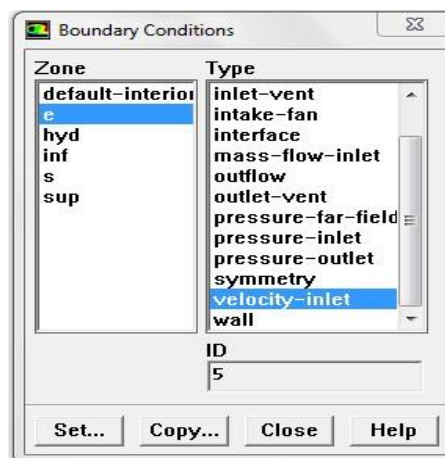 Boundary Conditions
Zone
default-interior
e
hyd
inf
s
sup
Type
inlet-vent
intake-fan
interface
mass-flow-inlet
outflow
outlet-vent
pressure-far-field
pressure-inlet
pressure-outlet
symmetry
velocity-inlet
wall
ID
5
Set...
Copy...
Close
Help